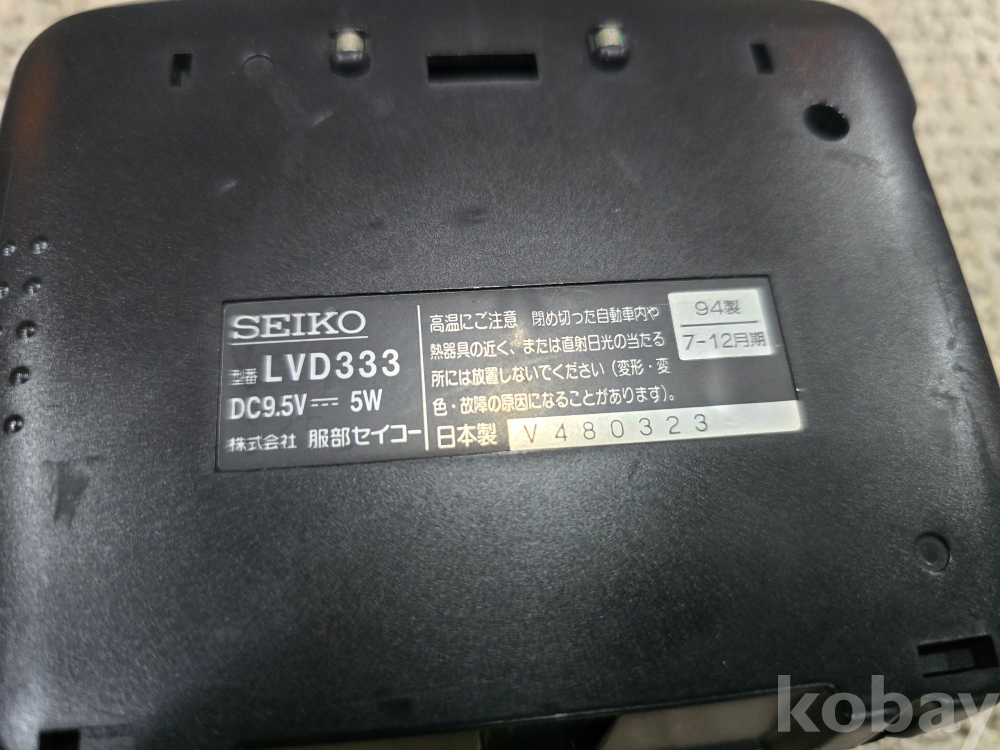 SEIKO
型番 LVD333
DC9.5V⎓ 5W
株式会社 服部セイコー
高温にご注意 閉め切った自動車内や
熱器具の近く、または直射日光の当たる
所には放置しないでください（変形・変
色・故障の原因になることがあります）。
日本製 V480323
94製
7-12月期
kobay